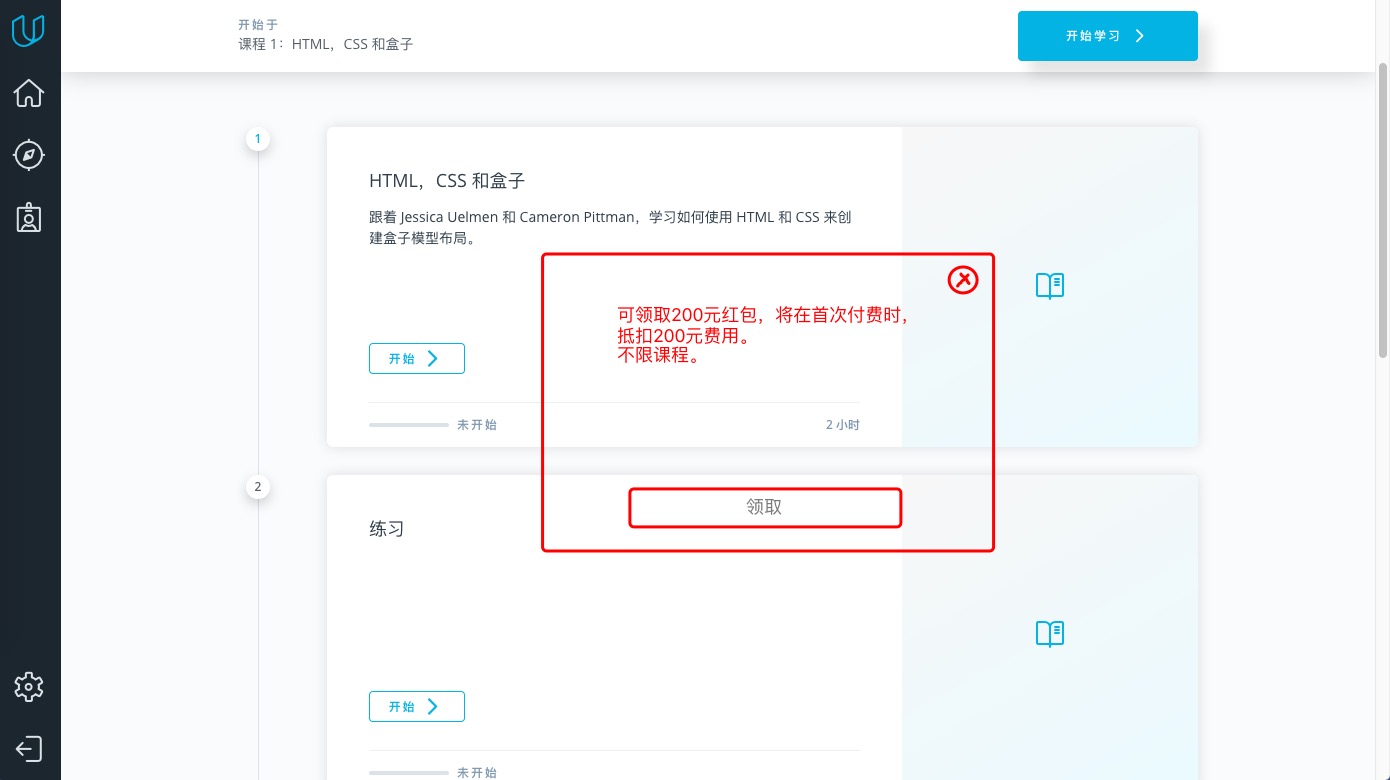 开始于
课程 1：HTML，CSS 和盒子
开始学习
1
HTML，CSS 和盒子
跟着 Jessica Uelmen 和 Cameron Pittman，学习如何使用 HTML 和 CSS 来创
建盒子模型布局。
可领取200元红包，将在首次付费时，
抵扣200元费用。
不限课程。
开始
未开始
2 小时
2
领取
练习
开始
未开始